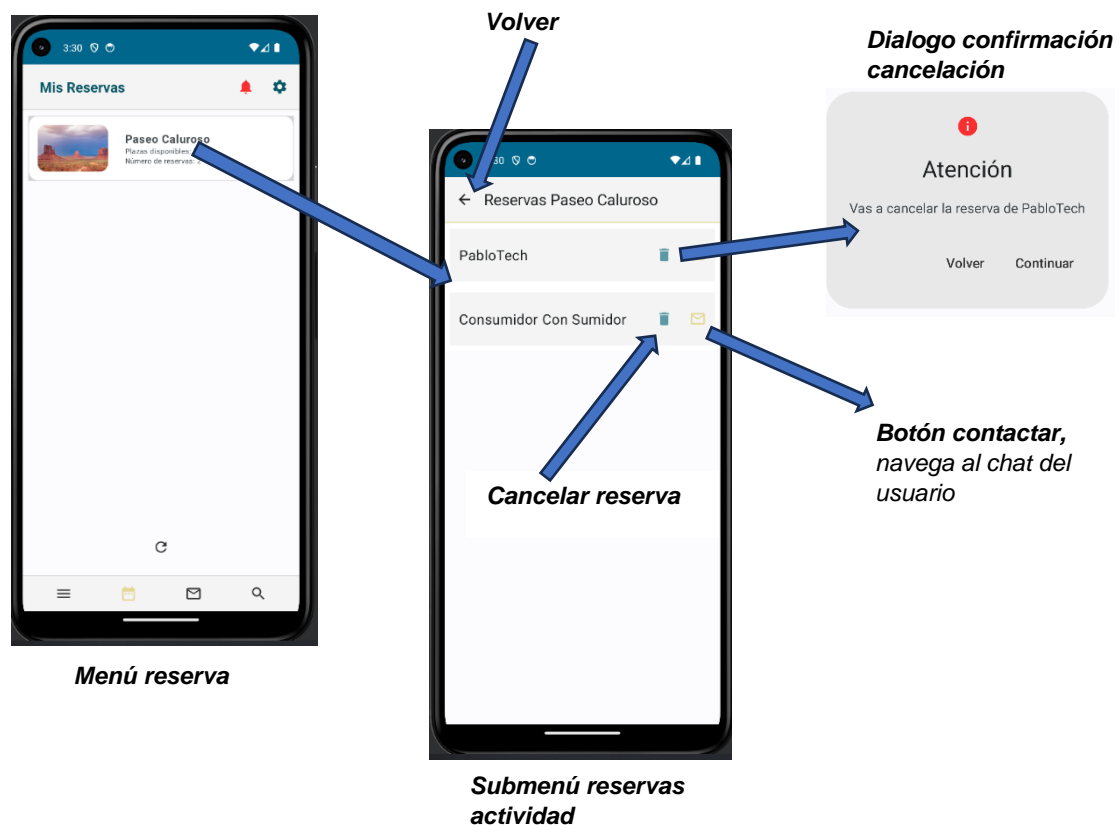 Volver
Dialogo confirmación
cancelación
3:30
Mis Reservas
Paseo Caluroso
Plazas disponibles:
Número de reservas: 2
Menú reserva
30
Reservas Paseo Caluroso
PabloTech
Consumidor Con Sumidor
Cancelar reserva
Submenú reservas
actividad
Atención
Vas a cancelar la reserva de PabloTech
Volver Continuar
Botón contactar,
navega al chat del
usuario